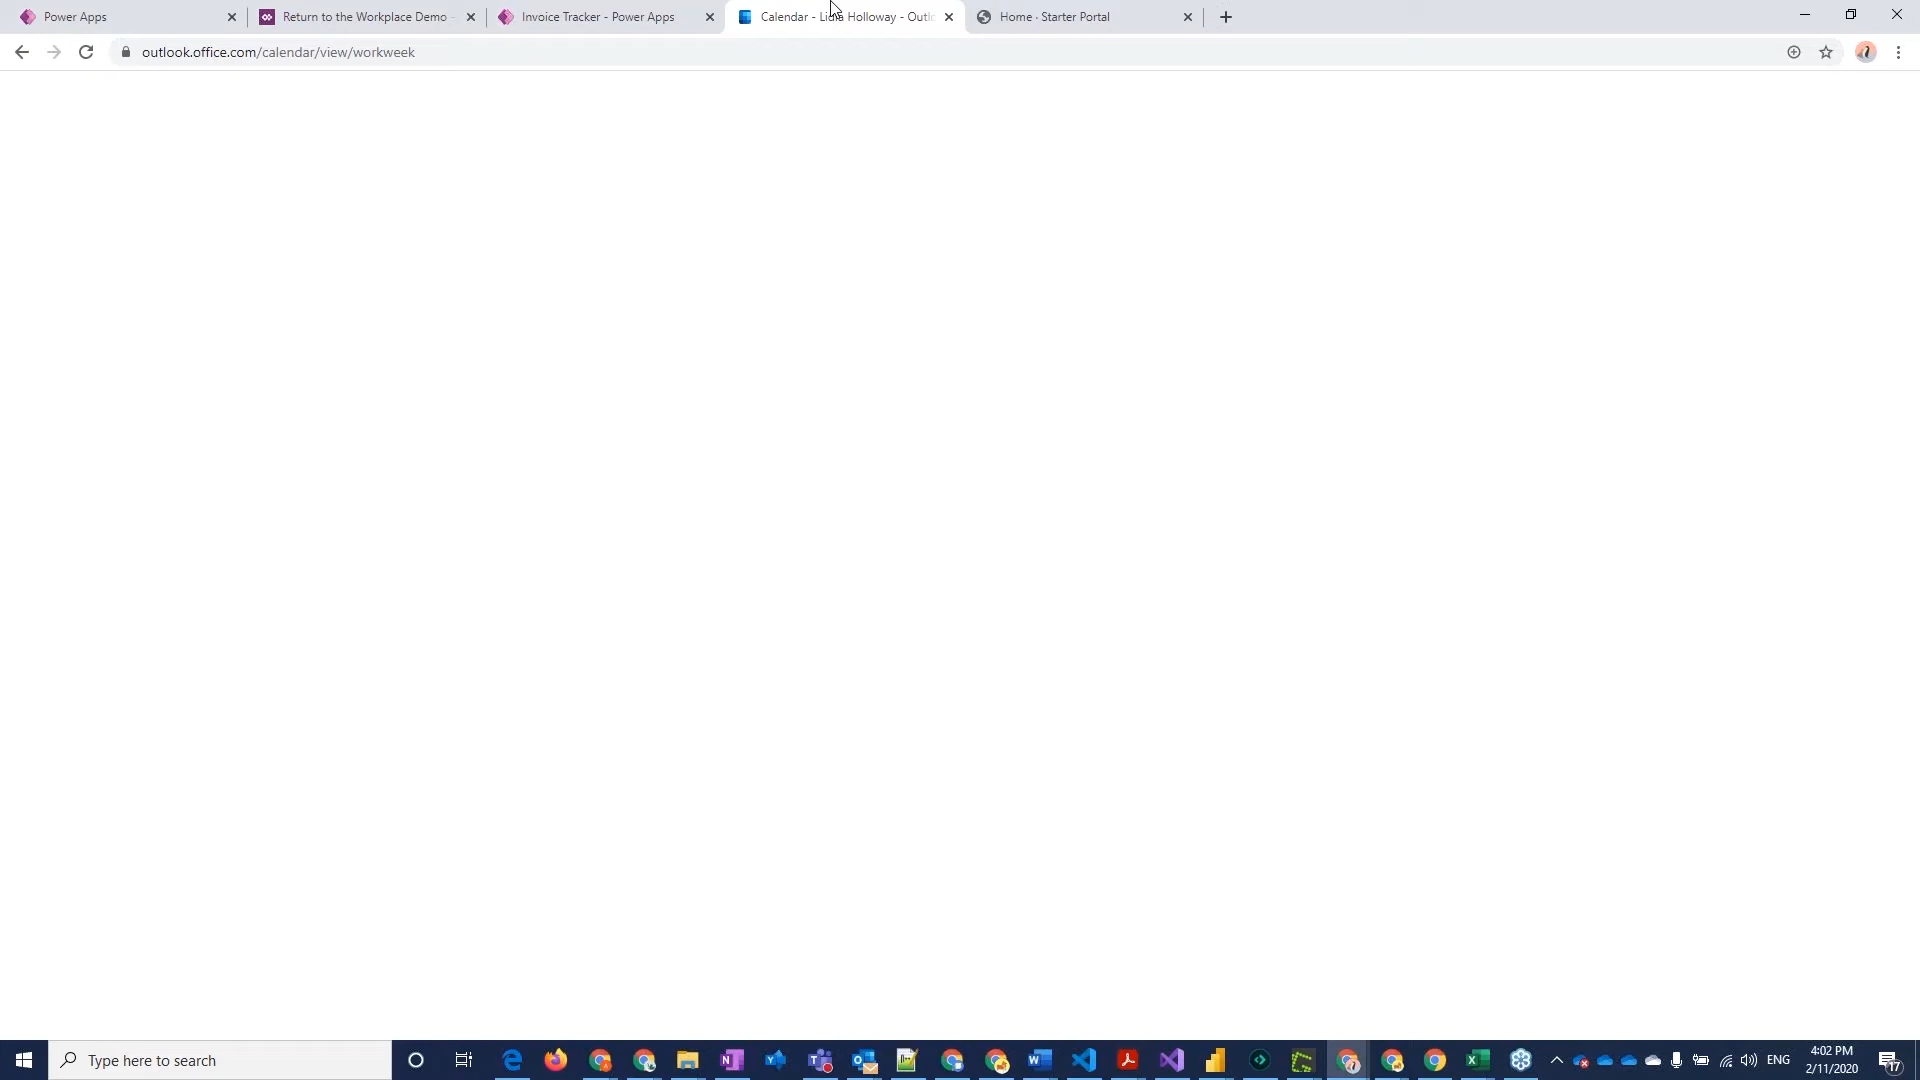 Power Apps
Return to the Workplace Demo -
Invoice Tracker - Power Apps
Calendar - Holloway - Outl
Home · Starter Portal
outlook.office.com/calendar/view/workweek
Type here to search
ENG
4:02 PM
2/11/2020
17